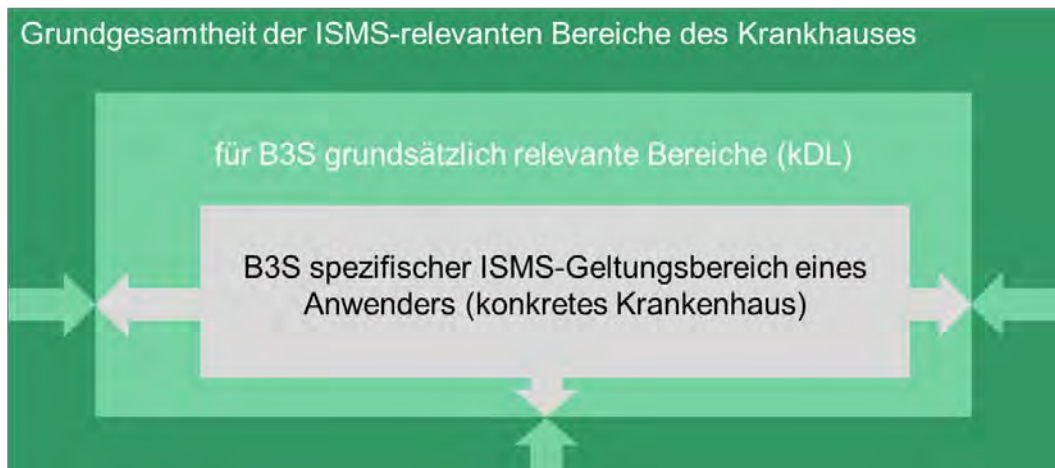 Grundgesamtheit der ISMS-relevanten Bereiche des Krankhauses
für B3S grundsätzlich relevante Bereiche (kDL)
B3S spezifischer ISMS-Geltungsbereich eines
Anwenders (konkretes Krankenhaus)